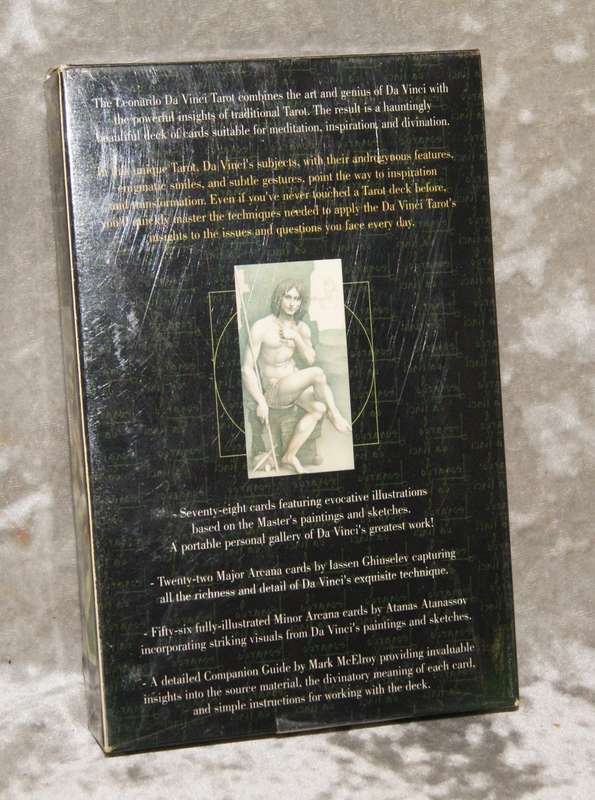 The Leonardo Da Vinci Tarot combines the art and genius of Da Vinci with
the powerful insights of traditional Tarot. The result is a hauntingly
beautiful deck of cards suitable for meditation, inspiration, and divination.
unique Tarot, Da Vinci's subjects, with their androgynous features,
enigmatic smiles, and subtle gestures, point the way to inspiration
and transformation. Even if you've never touched a Tarot deck before,
you'll quickly master the techniques needed to apply the Da Vinci Tarot's
insights to the issues and questions you face every day.
- Seventy-eight cards featuring evocative illustrations
based on the Master's paintings and sketches.
A portable personal gallery of Da Vinci's greatest work!
- Twenty-two Major Arcana cards by Iassen Ghiuselev capturing
all the richness and detail of Da Vinci's exquisite technique.
- Fifty-six fully-illustrated Minor Arcana cards by Atanas Atanassov
incorporating striking visuals from Da Vinci's paintings and sketches.
- A detailed Companion Guide by Mark McElroy providing invaluable
insights into the source material, the divinatory meaning of each card,
and simple instructions for working with the deck.